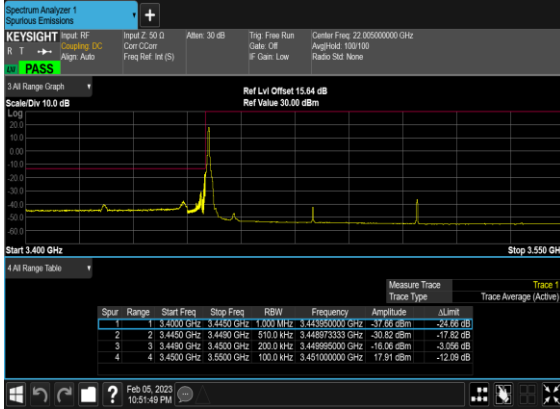 Spectrum Analyzer 1
Spurious Emissions
+
KEYSIGHT Input: RF Input Z: 50 Ω Atten: 30 dB Trig: Free Run Center Freq: 22.005000000 GHz
R T Coupling: DC Corr CCorr Gate: Off Avg|Hold: 100/100
Align: Auto Freq Ref: Int (S) IF Gain: Low Radio Std: None
PASS
3 All Range Graph
Ref Lvl Offset 15.64 dB
Scale/Div 10.0 dB Ref Value 30.00 dBm
Log
20.0
10.0
0.00
-10.0
-20.0
-30.0
-40.0
-50.0
-60.0
Start 3.400 GHz Stop 3.550 GH
4 All Range Table
Measure Trace Trace 1
Trace Type Trace Average (Active)
Spur Range Start Freq Stop Freq RBW Frequency Amplitude ΔLimit
1 1 3.4000 GHz 3.4450 GHz 1.000 MHz 3.443950000 GHz -37.66 dBm -24.66 dB
2 2 3.4450 GHz 3.4490 GHz 510.0 kHz 3.448973333 GHz -30.82 dBm -17.82 dB
3 3 3.4490 GHz 3.4500 GHz 200.0 kHz 3.449995000 GHz -16.06 dBm -3.056 dB
4 4 3.4500 GHz 3.5500 GHz 100.0 kHz 3.451000000 GHz 17.91 dBm -12.09 dB
? Feb 05, 2023
10:51:49 PM